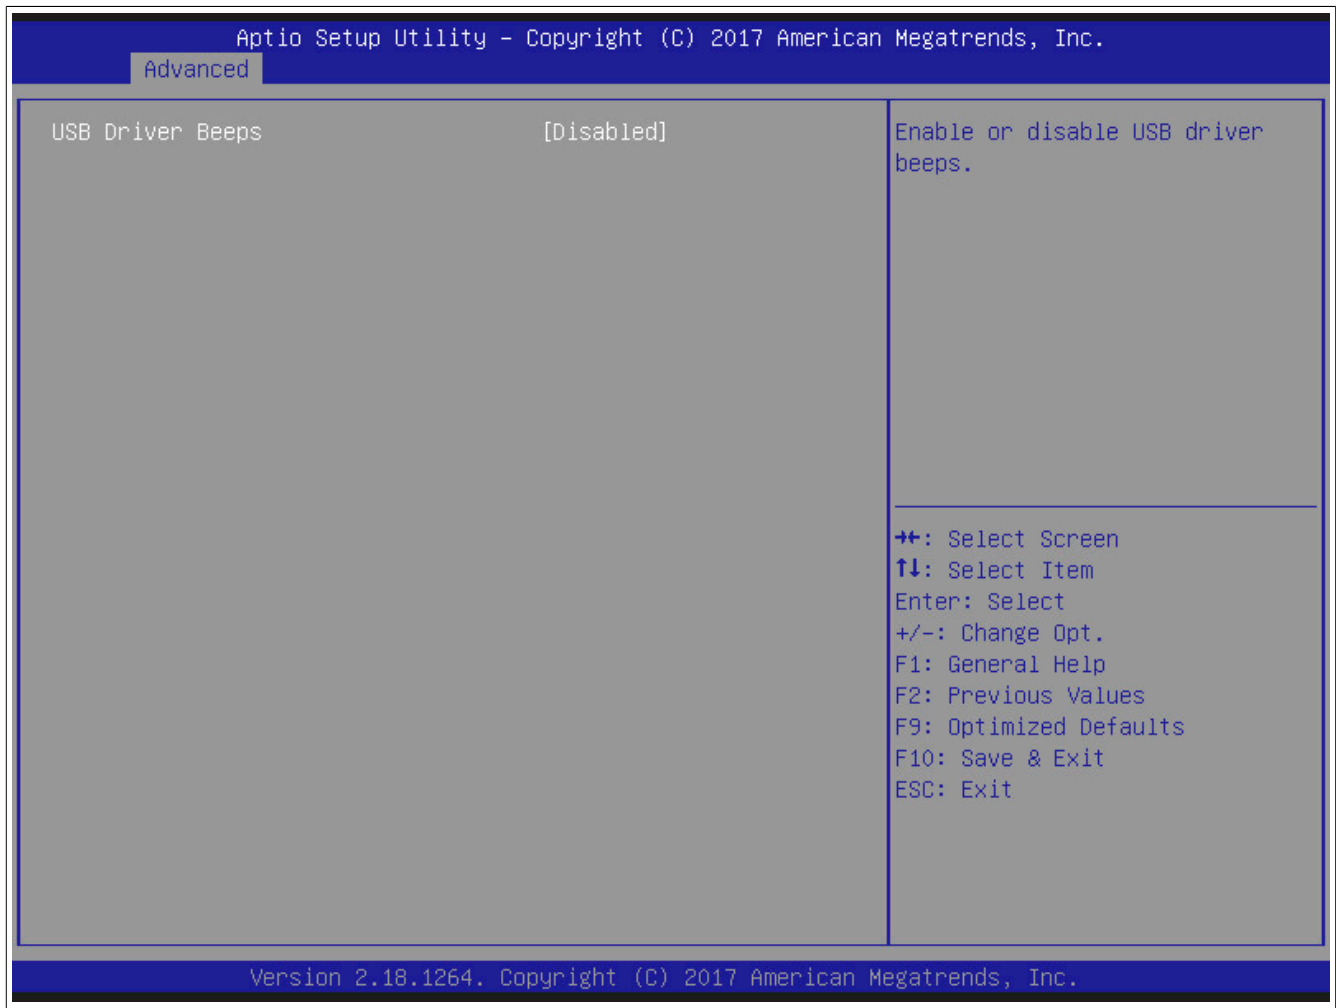 Aptio Setup Utility – Copyright (C) 2017 American Megatrends, Inc.
Advanced
USB Driver Beeps [Disabled]
Enable or disable USB driver
beeps.
→←: Select Screen
↑↓: Select Item
Enter: Select
+/-: Change Opt.
F1: General Help
F2: Previous Values
F9: Optimized Defaults
F10: Save & Exit
ESC: Exit
Version 2.18.1264. Copyright (C) 2017 American Megatrends, Inc.